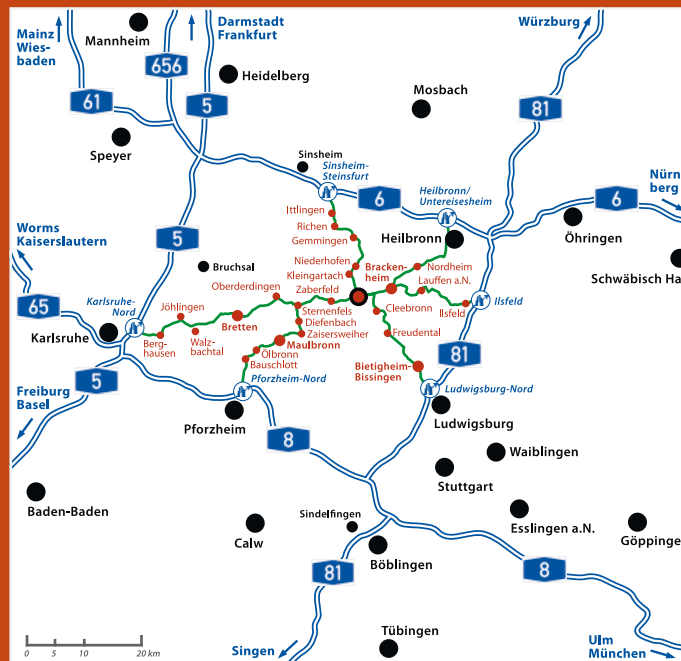 Mainz
Wies-
baden
Mannheim
Darmstadt
Frankfurt
Würzburg
656
Heidelberg
61
5
Mosbach
81
Speyer
Sinsheim
Sinsheim-
Steinsfurt
6
Heilbronn/
Untereisesheim
6
Nürn
berg
Ittlingen
Richen
Gemmingen
Heilbronn
Öhringen
Worms
Kaiserslautern
5
Bruchsal
Niederhofen
Kleingartach
Bracken-
heim
Nordheim
Lauffen a.N.
Schwäbisch Ha
Oberderdingen
Zaberfeld
65
Karlsruhe-
Nord
Jöhlingen
Sternenfels
Diefenbach
Zaisersweiher
Cleebronn
Ilsfeld
Ilsfeld
Karlsruhe
Berg-
hausen
Walz-
bachtal
Bretten
Maulbronn
Freudental
Ölbronn
Bauschlott
81
Freiburg
Basel
5
Pforzheim-Nord
Bietigheim-
Bissingen
Ludwigsburg-Nord
Pforzheim
Ludwigsburg
8
Waiblingen
Stuttgart
Baden-Baden
Sindelfingen
Esslingen a.N.
Göppinge
Calw
Böblingen
81
8
Tübingen
Singen
Ulm
München
0 5 10 20 km